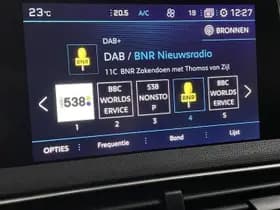 23°C 20.5 A/C 12:27
BRONNEN
DAB+
DAB / BNR Nieuwsradio
11C BNR Zakendoen met Thomas van Zijl
BNR
538
BBC WORLDS ERVICE
538 NONSTO P
BNR
BBC WORLDS ERVICE
1 2 3 4 5
OPTIES Frequentie Band Lijst